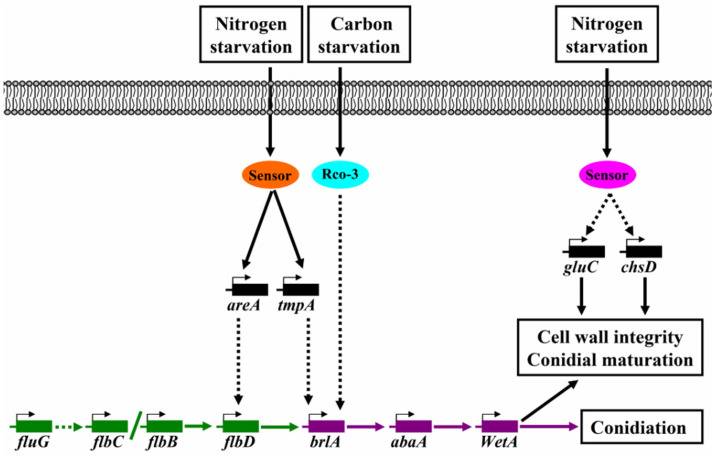 Nitrogen
starvation
Carbon
starvation
Nitrogen
starvation
Sensor
Rco-3
Sensor
gluC
chsD
areA
tmpA
Cell wall integrity
Conidial maturation
fluG
flbC
/
flbB
flbD
brlA
abaA
WetA
Conidiation